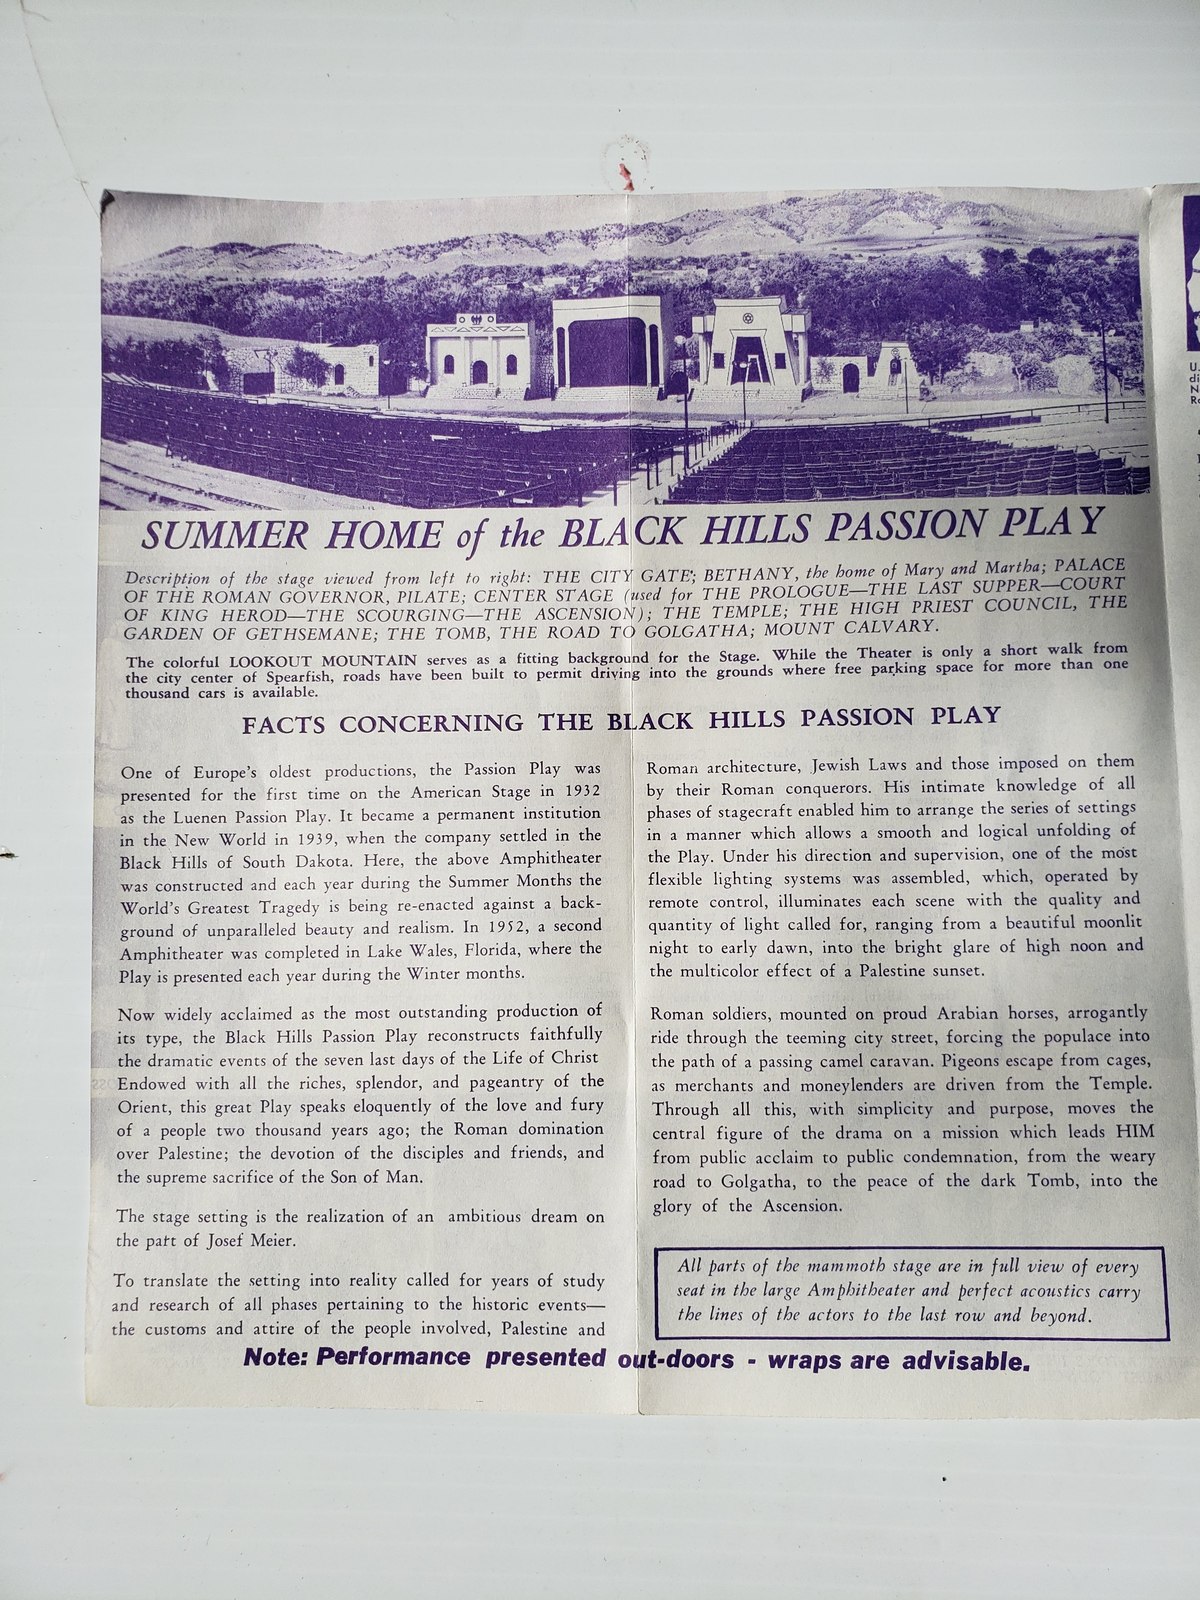 SUMMER HOME of the BLACK HILLS PASSION PLAY
Description of the stage viewed from left to right: THE CITY GATE; BETHANY, the home of Mary and Martha; PALACE
OF THE ROMAN GOVERNOR, PILATE; CENTER STAGE (used for THE PROLOGUE—THE LAST SUPPER—COURT
OF KING HEROD—THE SCOURGING—THE ASCENSION); THE TEMPLE; THE HIGH PRIEST COUNCIL, THE
GARDEN OF GETHSEMANE; THE TOMB, THE ROAD TO GOLGATHA; MOUNT CALVARY.
The colorful LOOKOUT MOUNTAIN serves as a fitting background for the Stage. While the Theater is only a short walk from
the city center of Spearfish, roads have been built to permit driving into the grounds where free parking space for more than one
thousand cars is available.
FACTS CONCERNING THE BLACK HILLS PASSION PLAY
One of Europe's oldest productions, the Passion Play was
presented for the first time on the American Stage in 1932
as the Luenen Passion Play. It became a permanent institution
in the New World in 1939, when the company settled in the
Black Hills of South Dakota. Here, the above Amphitheater
was constructed and each year during the Summer Months the
World's Greatest Tragedy is being re-enacted against a back-
ground of unparalleled beauty and realism. In 1952, a second
Amphitheater was completed in Lake Wales, Florida, where the
Play is presented each year during the Winter months.
Now widely acclaimed as the most outstanding production of
its type, the Black Hills Passion Play reconstructs faithfully
the dramatic events of the seven last days of the Life of Christ
Endowed with all the riches, splendor, and pageantry of the
Orient, this great Play speaks eloquently of the love and fury
of a people two thousand years ago; the Roman domination
over Palestine; the devotion of the disciples and friends, and
the supreme sacrifice of the Son of Man.
The stage setting is the realization of an ambitious dream on
the part of Josef Meier.
To translate the setting into reality called for years of study
and research of all phases pertaining to the historic events—
the customs and attire of the people involved, Palestine and
Roman architecture, Jewish Laws and those imposed on them
by their Roman conquerors. His intimate knowledge of all
phases of stagecraft enabled him to arrange the series of settings
in a manner which allows a smooth and logical unfolding of
the Play. Under his direction and supervision, one of the most
flexible lighting systems was assembled, which, operated by
remote control, illuminates each scene with the quality and
quantity of light called for, ranging from a beautiful moonlit
night to early dawn, into the bright glare of high noon and
the multicolor effect of a Palestine sunset.
Roman soldiers, mounted on proud Arabian horses, arrogantly
ride through the teeming city street, forcing the populace into
the path of a passing camel caravan. Pigeons escape from cages,
as merchants and moneylenders are driven from the Temple.
Through all this, with simplicity and purpose, moves the
central figure of the drama on a mission which leads HIM
from public acclaim to public condemnation, from the weary
road to Golgatha, to the peace of the dark Tomb, into the
glory of the Ascension.
All parts of the mammoth stage are in full view of every
seat in the large Amphitheater and perfect acoustics carry
the lines of the actors to the last row and beyond.
Note: Performance presented out-doors - wraps are advisable.